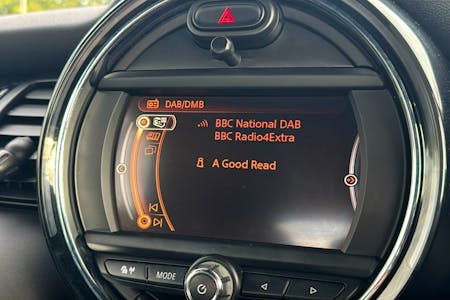 DAB/DMB
BBC National DAB
BBC Radio4Extra
A Good Read
MODE